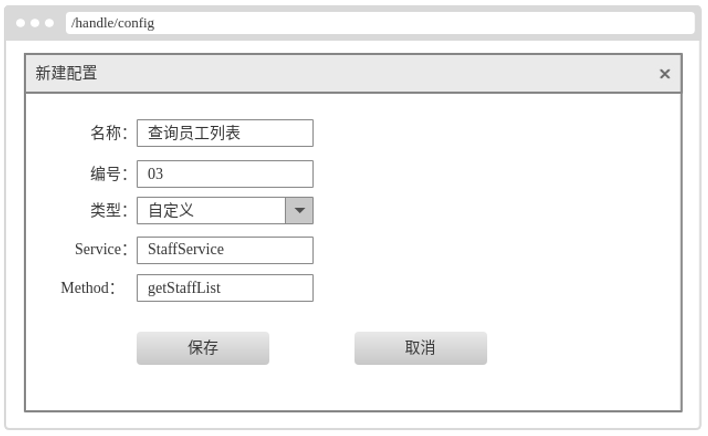 /handle/config
新建配置
名称： 查询员工列表
编号： 03
类型： 自定义
Service： StaffService
Method： getStaffList
保存 取消